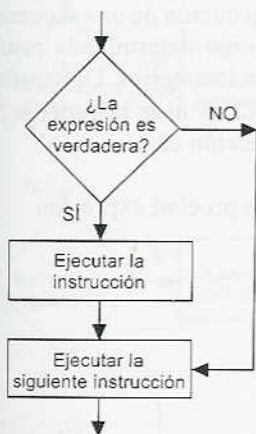 ¿La
expresión es
verdadera?
NO
SÍ
Ejecutar la
instrucción
Ejecutar la
siguiente instrucción